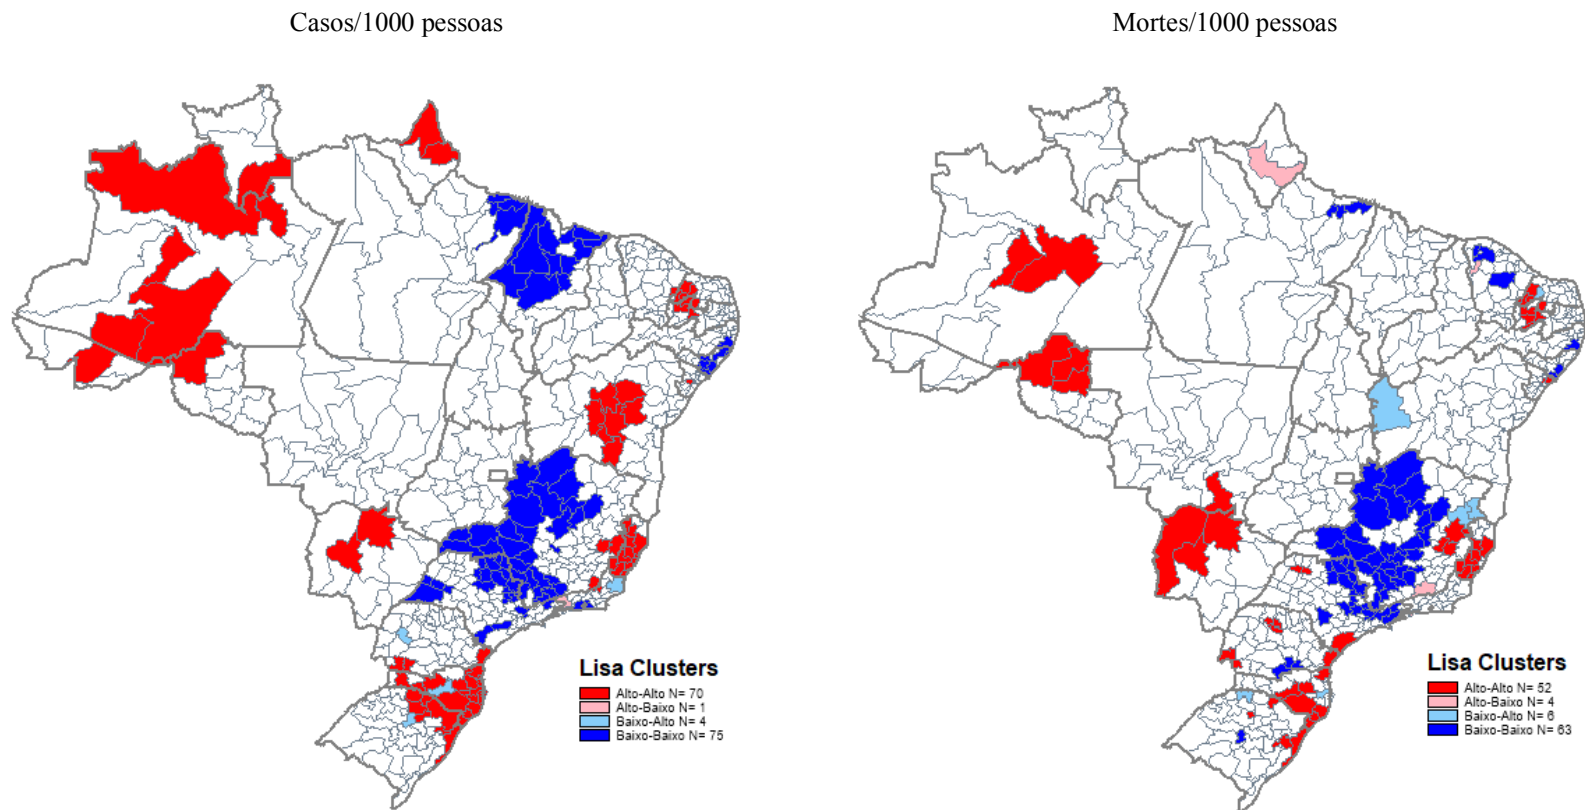 Casos/1000 pessoas
Mortes/1000 pessoas
Lisa Clusters
Alto-Alto N= 70
Alto-Baixo N= 1
Baixo-Alto N= 4
Baixo-Baixo N= 75
Lisa Clusters
Alto-Alto N= 52
Alto-Baixo N= 4
Baixo-Alto N= 6
Baixo-Baixo N= 63